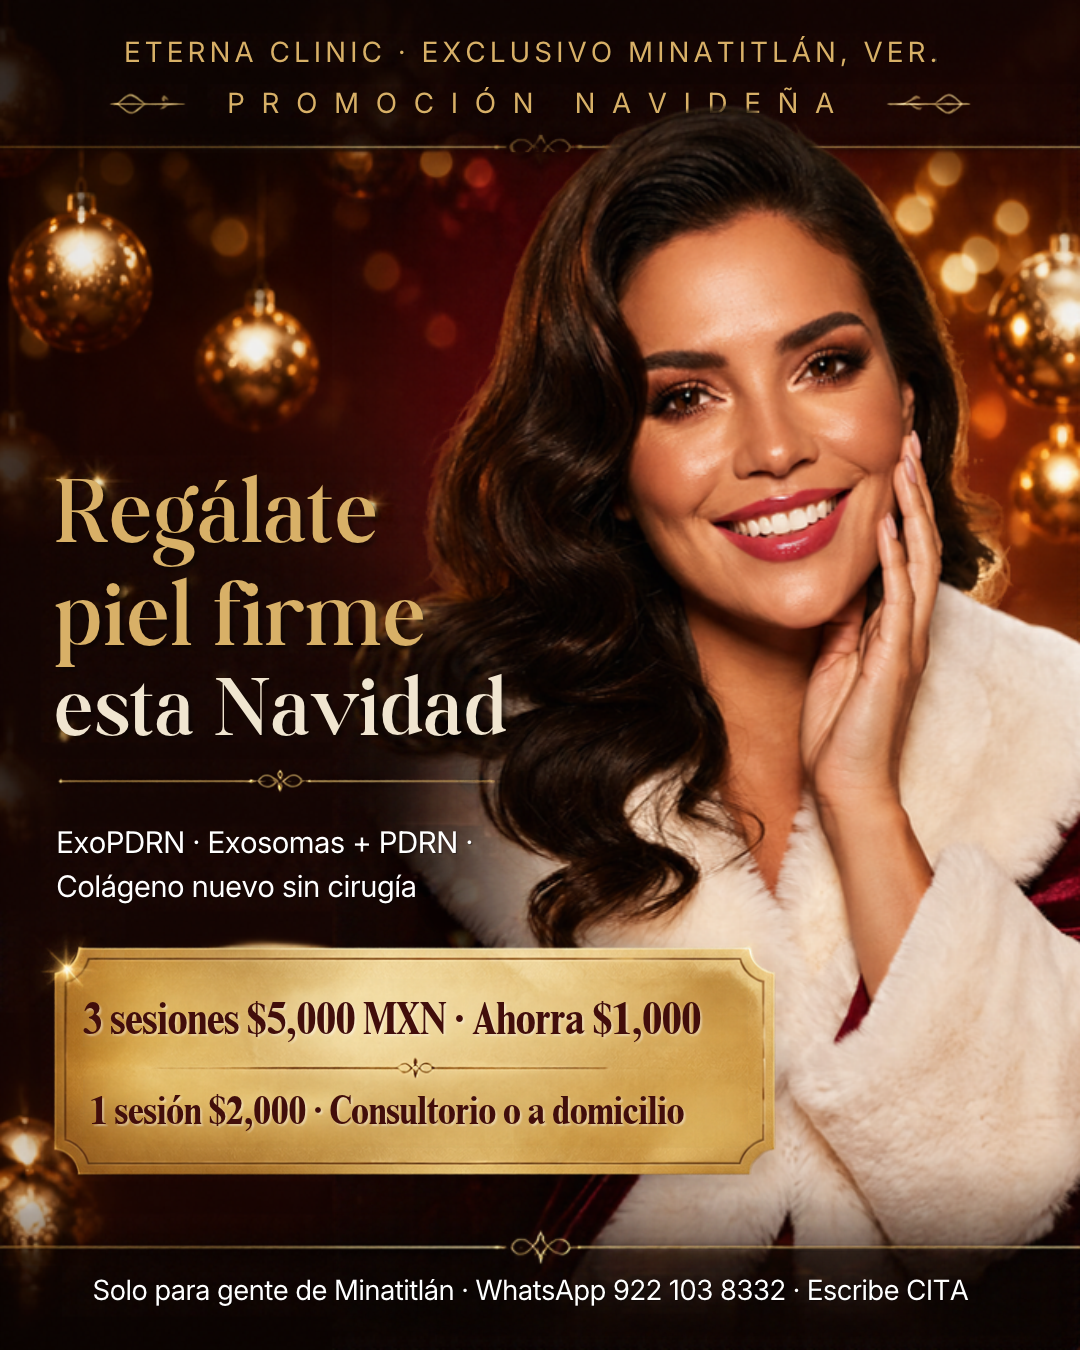 ETERNA CLINIC · EXCLUSIVO MINATITLÁN, VER.
PROMOCIÓN NAVIDEÑA
Regálate
piel firme
esta Navidad
ExoPDRN · Exosomas + PDRN ·
Colágeno nuevo sin cirugía
3 sesiones $5,000 MXN · Ahorra $1,000
1 sesión $2,000 · Consultorio o a domicilio
Solo para gente de Minatitlán · WhatsApp 922 103 8332 · Escribe CITA